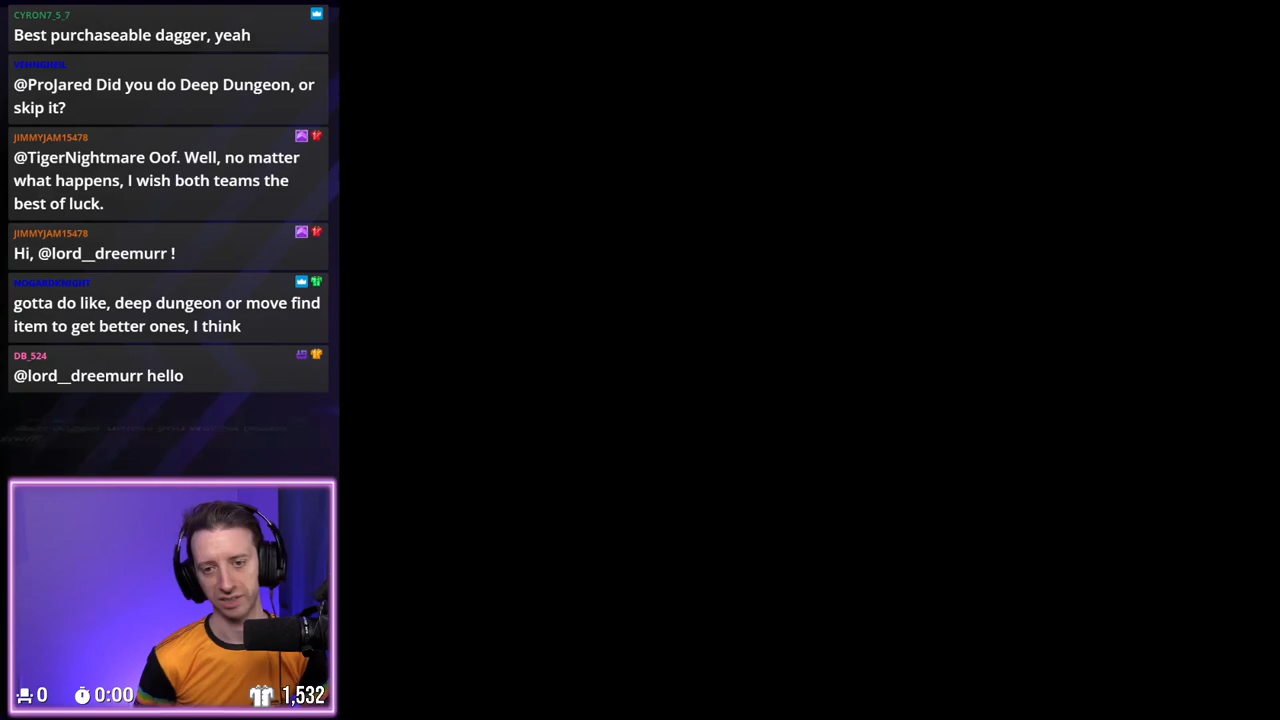 CYRON7_5_7
Best purchaseable dagger, yeah
@ProJared Did you do Deep Dungeon, or
skip it?
JIMMYJAM15478
@TigerNightmare Oof. Well, no matter
what happens, I wish both teams the
best of luck.
JIMMYJAM15478
Hi, @lord__dreemurr !
MOGARDKNIGHT
gotta do like, deep dungeon or move find
item to get better ones, I think
DB_524
@lord__dreemurr hello
0
0:00
1,532